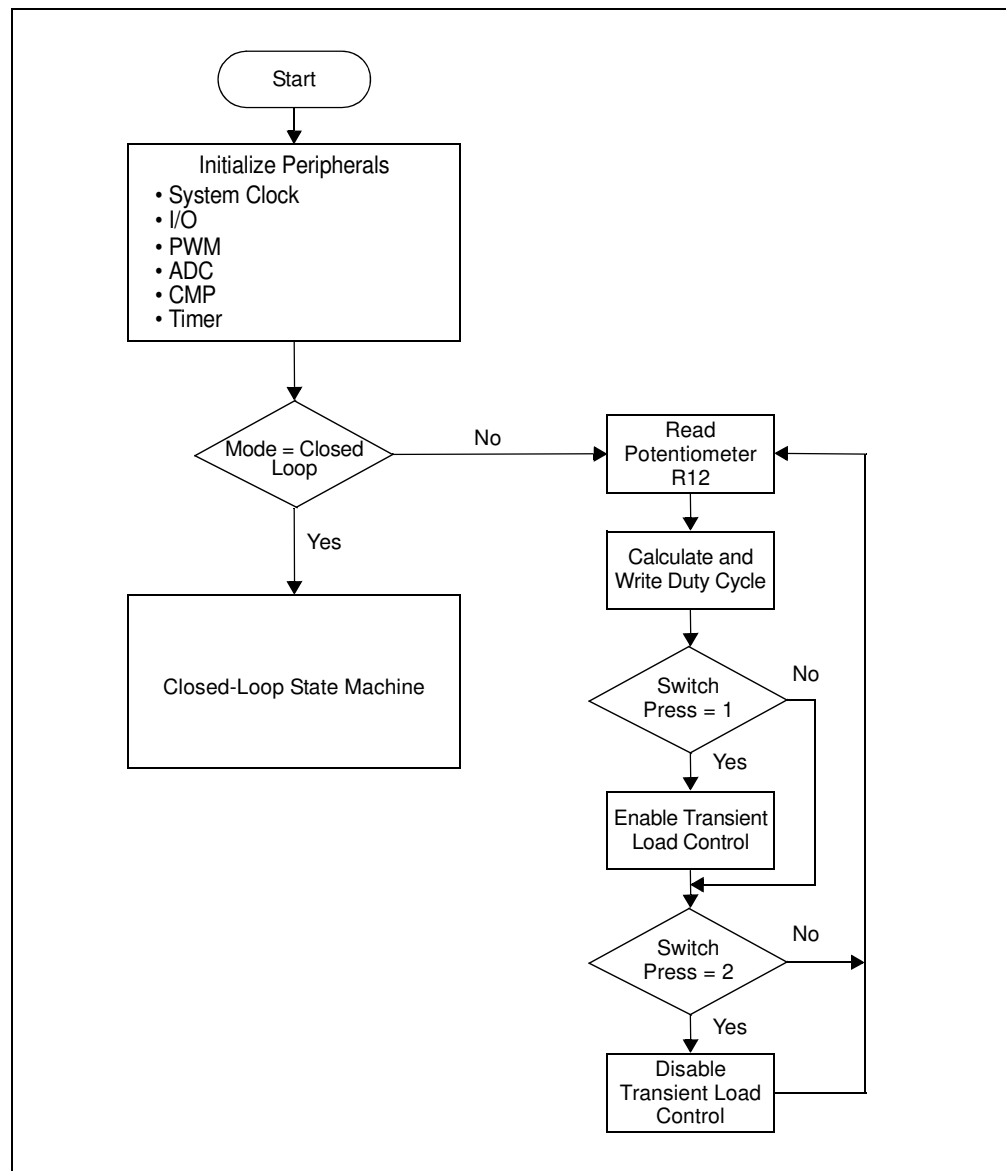 Start
Initialize Peripherals
• System Clock
• I/O
• PWM
• ADC
• CMP
• Timer
Mode = Closed
Loop
No
Yes
Closed-Loop State Machine
Read
Potentiometer
R12
Calculate and
Write Duty Cycle
Switch
Press = 1
No
Yes
Enable Transient
Load Control
Switch
Press = 2
No
Yes
Disable
Transient Load
Control